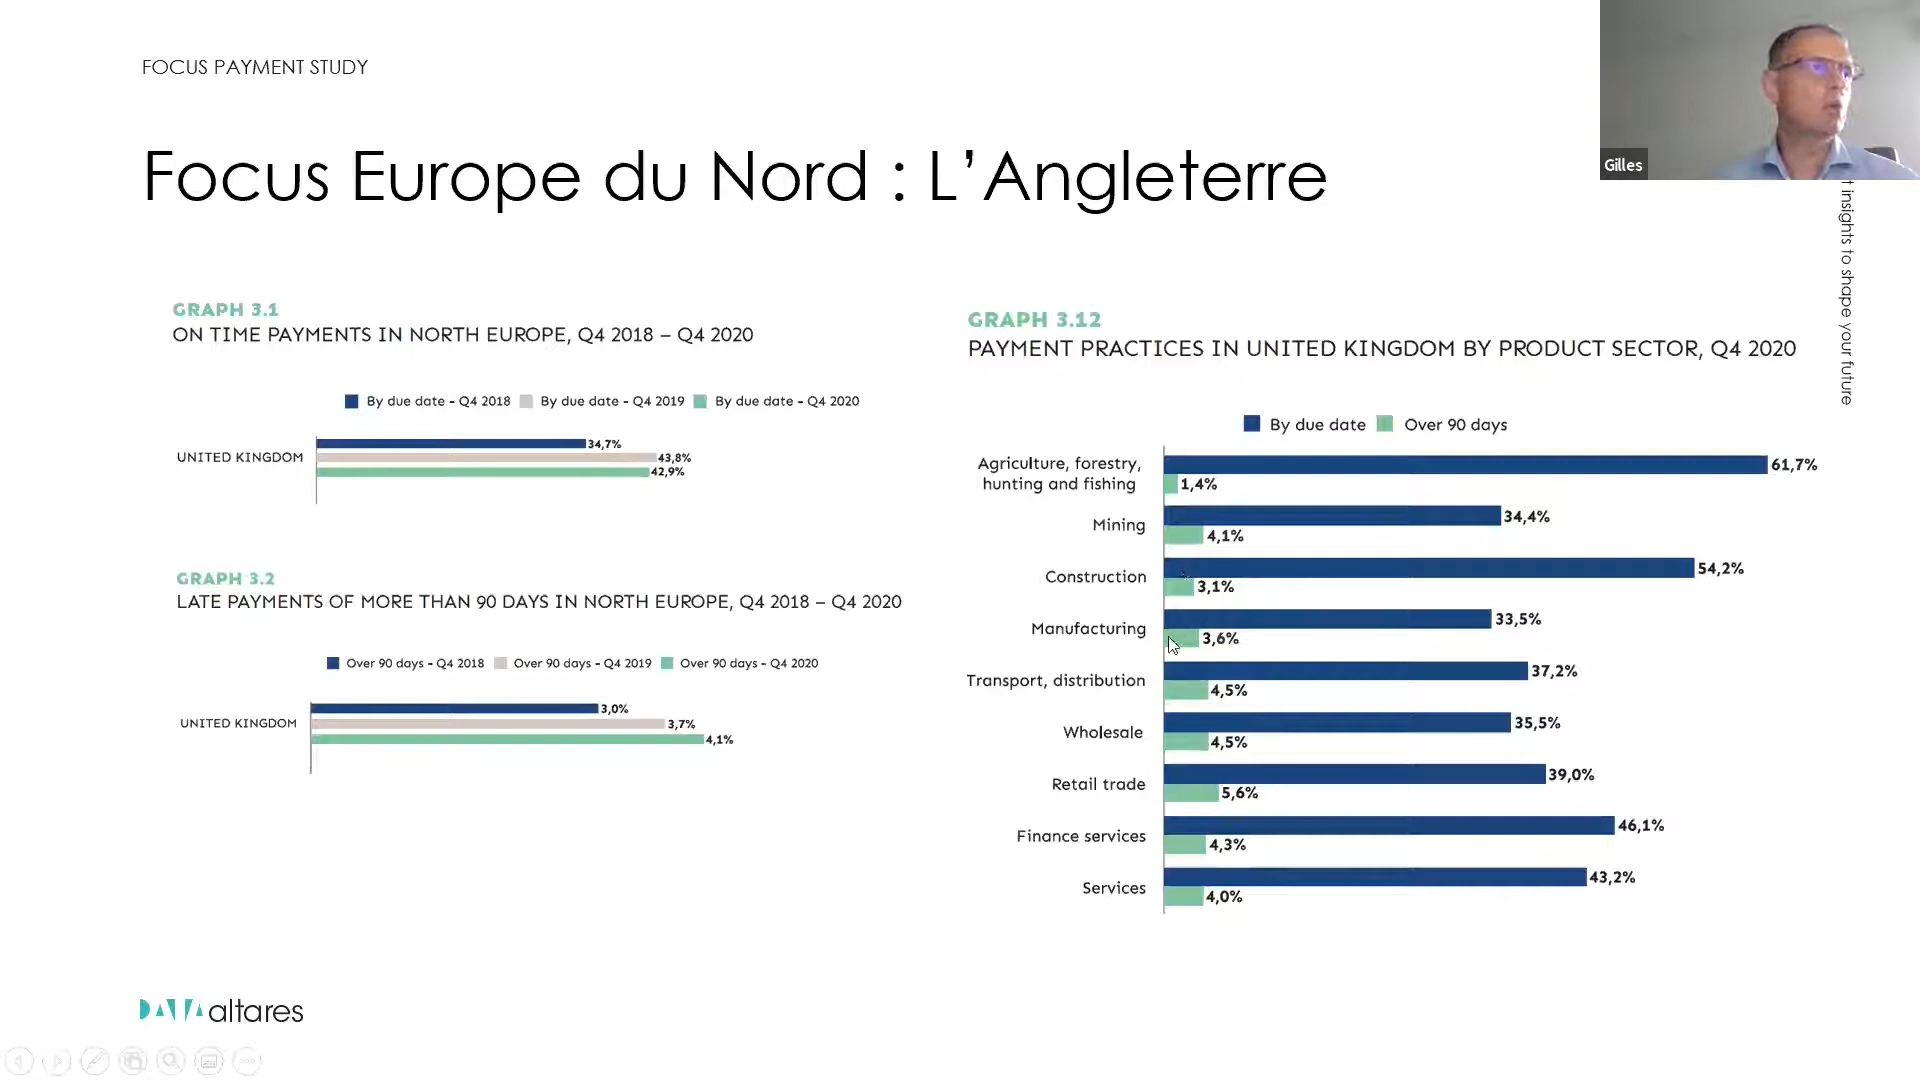 FOCUS PAYMENT STUDY
Gilles
Focus Europe du Nord : L’Angleterre
insights to shape your future
GRAPH 3.1
ON TIME PAYMENTS IN NORTH EUROPE, Q4 2018 – Q4 2020
By due date - Q4 2018 By due date - Q4 2019 By due date - Q4 2020
UNITED KINGDOM
34,7%
43,8%
42,9%
GRAPH 3.2
LATE PAYMENTS OF MORE THAN 90 DAYS IN NORTH EUROPE, Q4 2018 – Q4 2020
Over 90 days - Q4 2018 Over 90 days - Q4 2019 Over 90 days - Q4 2020
UNITED KINGDOM
3,0%
3,7%
4,1%
GRAPH 3.12
PAYMENT PRACTICES IN UNITED KINGDOM BY PRODUCT SECTOR, Q4 2020
By due date Over 90 days
Agriculture, forestry,
hunting and fishing
61,7%
1,4%
Mining
34,4%
4,1%
Construction
54,2%
3,1%
Manufacturing
33,5%
3,6%
Transport, distribution
37,2%
4,5%
Wholesale
35,5%
4,5%
Retail trade
39,0%
5,6%
Finance services
46,1%
4,3%
Services
43,2%
4,0%
DATA altares